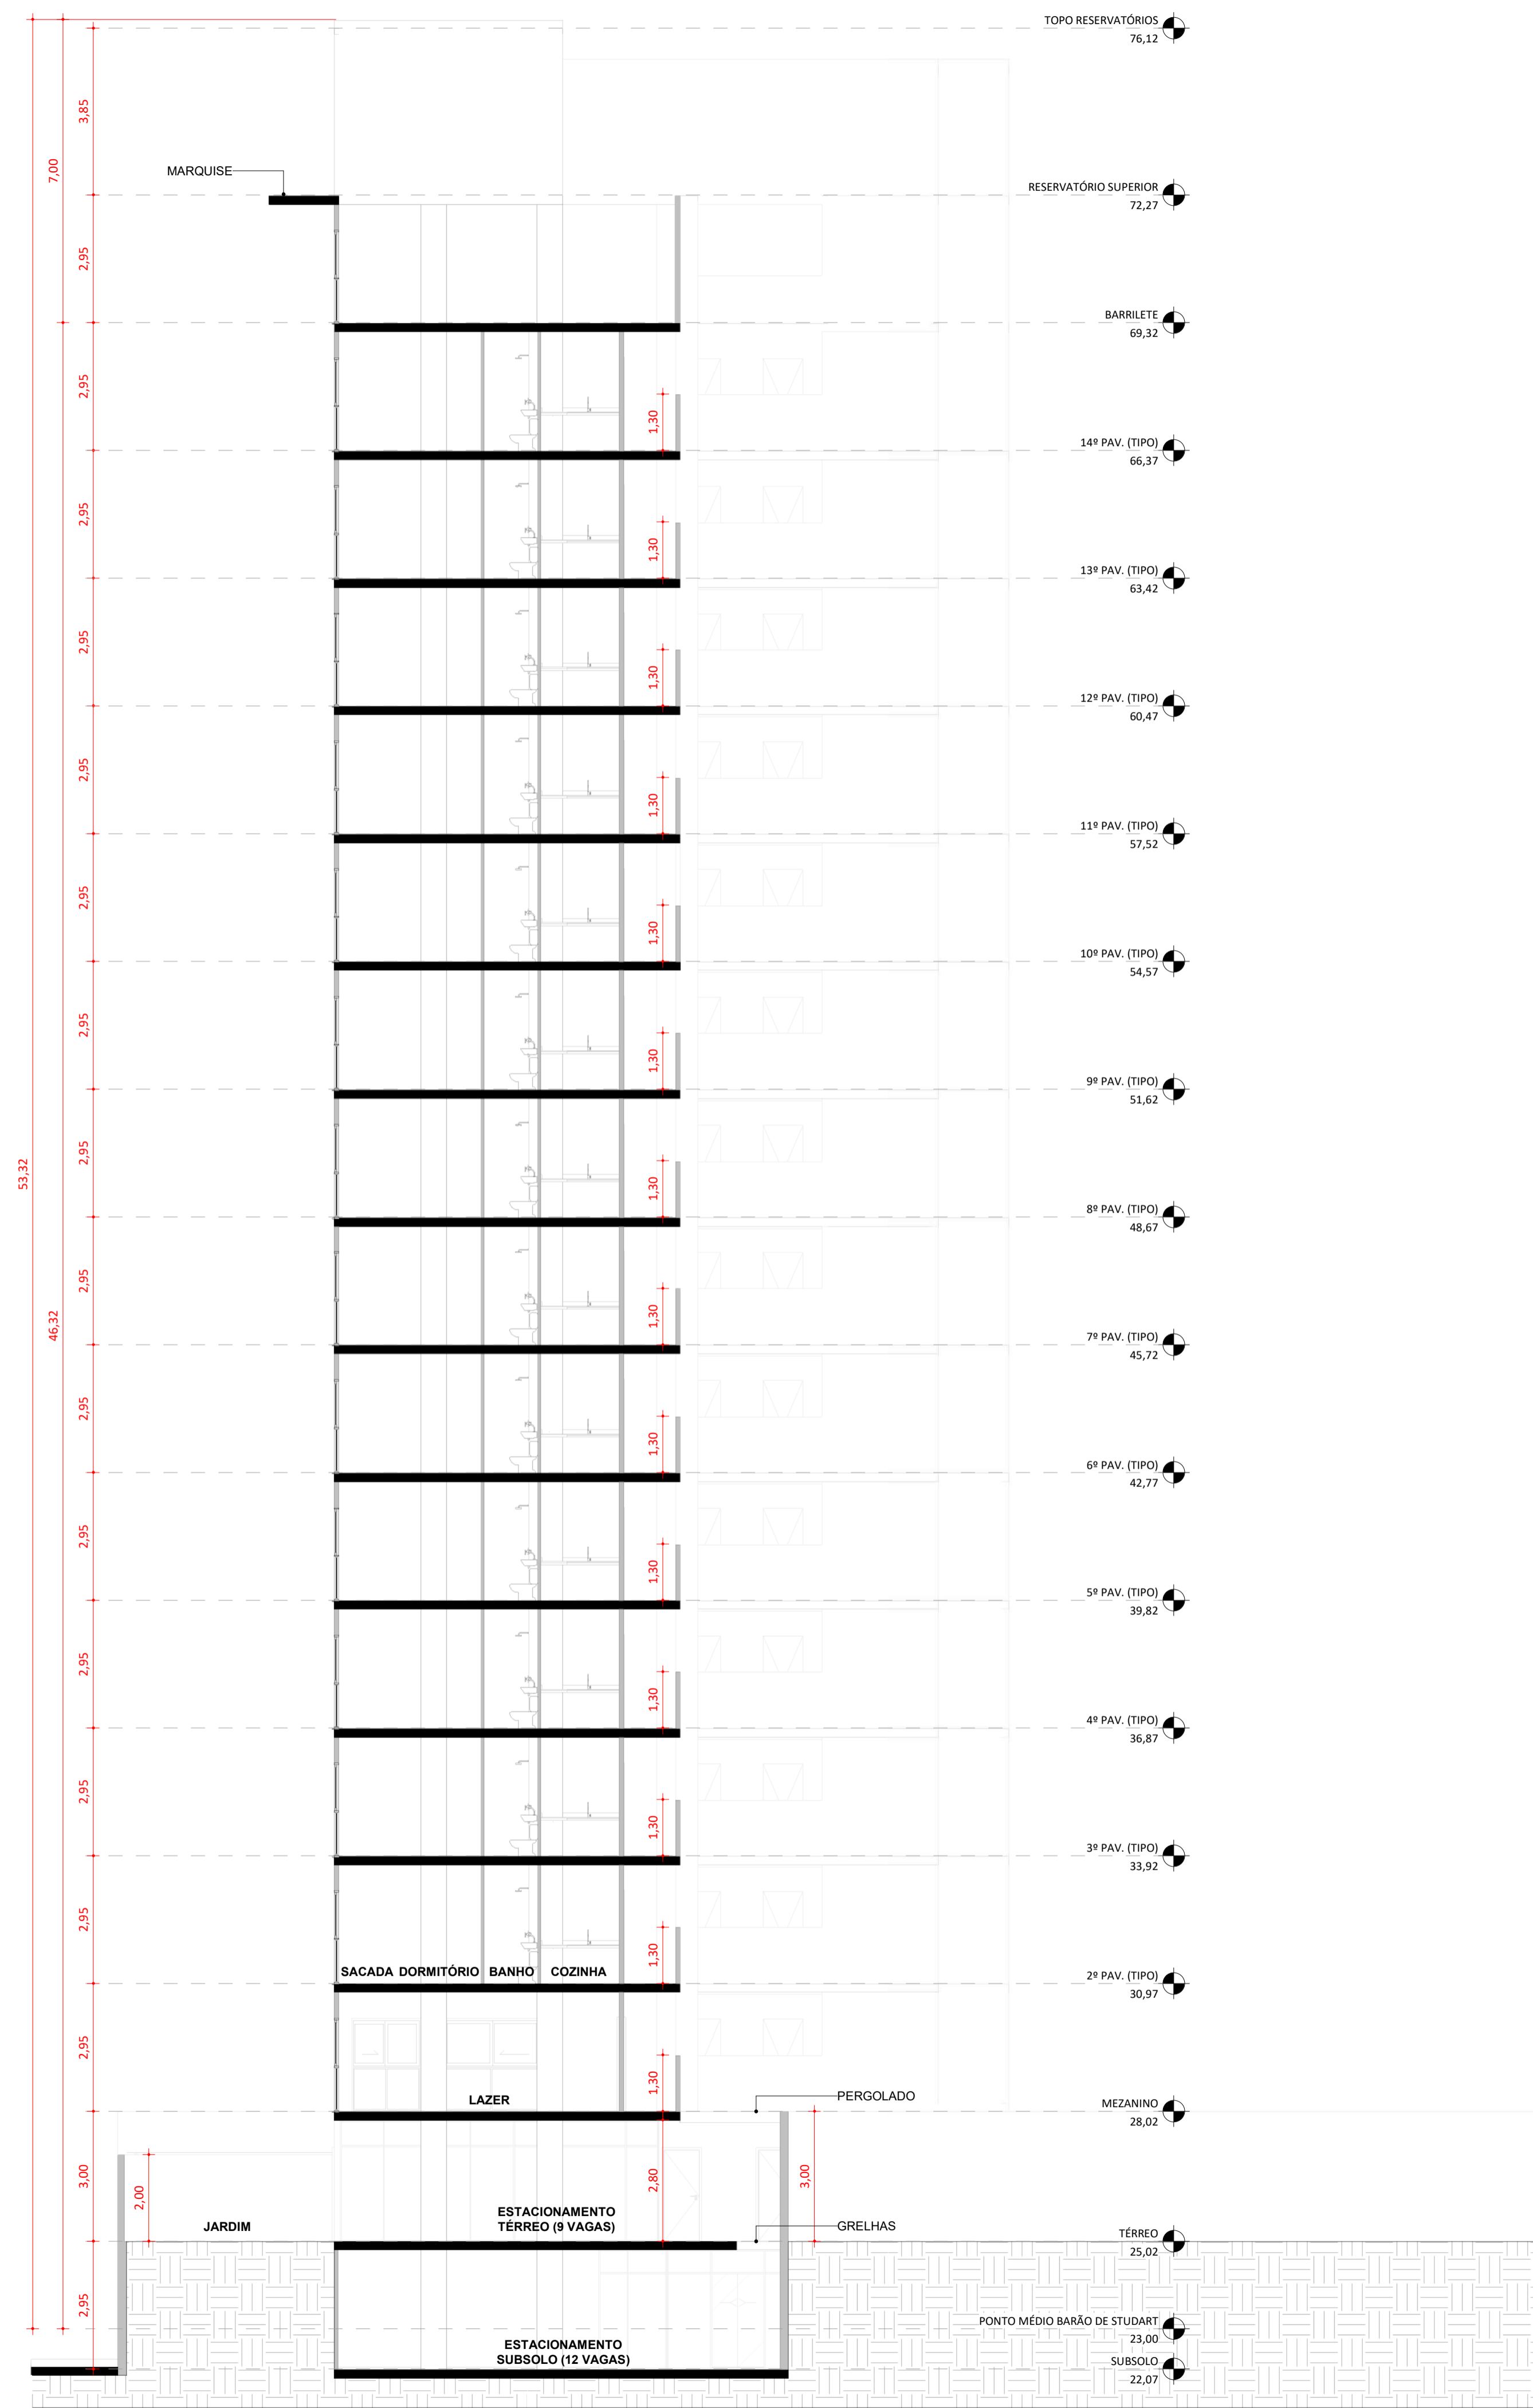 TOPO RESERVATÓRIOS
76,12
3,85
7,00
MARQUISE
RESERVATÓRIO SUPERIOR
72,27
2,95
BARRILETE
69,32
2,95
1,30
14º PAV. (TIPO)
66,37
2,95
1,30
13º PAV. (TIPO)
63,42
2,95
1,30
12º PAV. (TIPO)
60,47
2,95
1,30
11º PAV. (TIPO)
57,52
2,95
1,30
10º PAV. (TIPO)
54,57
2,95
1,30
9º PAV. (TIPO)
51,62
53,32
2,95
1,30
8º PAV. (TIPO)
48,67
2,95
1,30
46,32
7º PAV. (TIPO)
45,72
2,95
1,30
6º PAV. (TIPO)
42,77
2,95
1,30
5º PAV. (TIPO)
39,82
2,95
1,30
4º PAV. (TIPO)
36,87
2,95
1,30
3º PAV. (TIPO)
33,92
2,95
1,30
SACADA DORMITÓRIO BANHO COZINHA
2º PAV. (TIPO)
30,97
2,95
1,30
LAZER
PERGOLADO
MEZANINO
28,02
3,00
2,00
2,80
3,00
JARDIM
ESTACIONAMENTO
TÉRREO (9 VAGAS)
GRELHAS
TÉRREO
25,02
2,95
PONTO MÉDIO BARÃO DE STUDART
23,00
ESTACIONAMENTO
SUBSOLO (12 VAGAS)
SUBSOLO
22,07